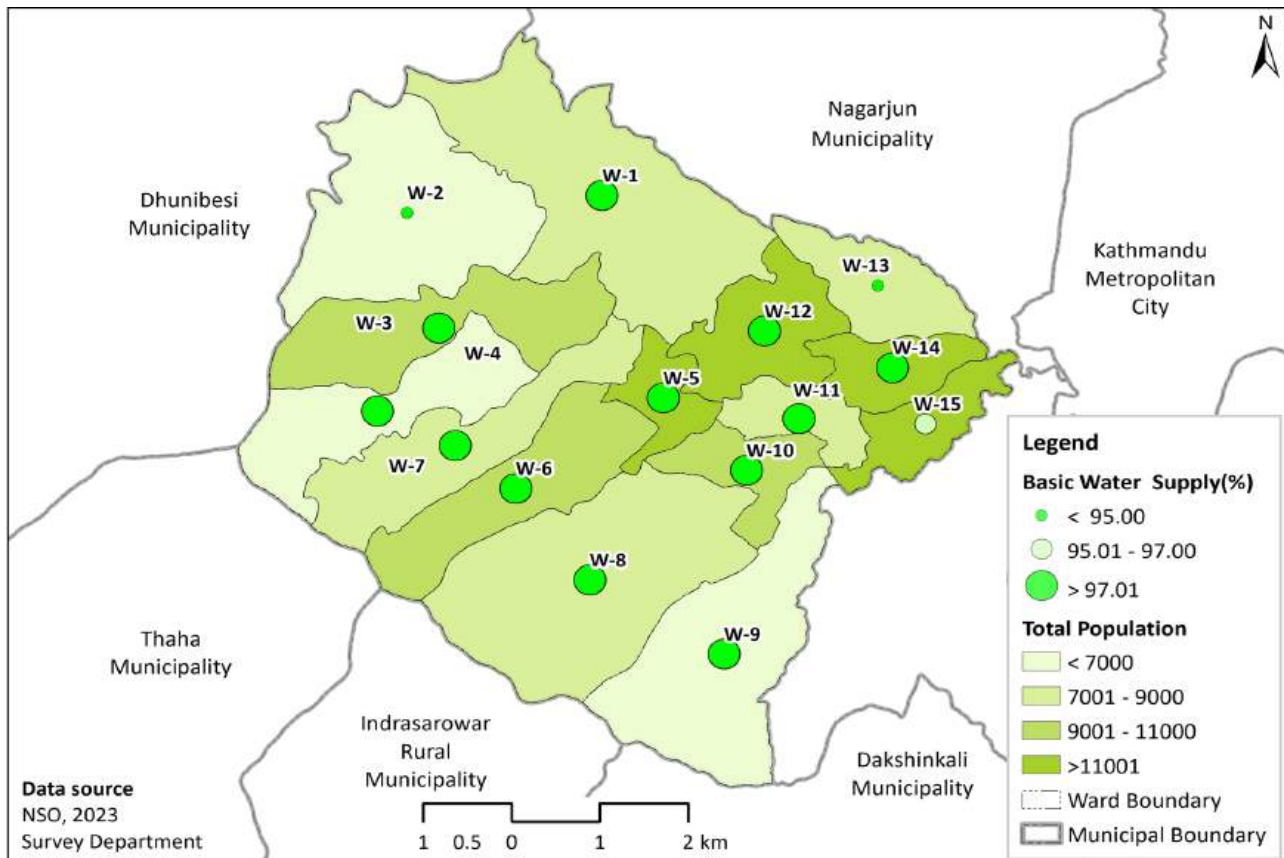 N
Nagarjun
Municipality
W-1
W-2
Dhunibesi
Municipality
Kathmandu
Metropolitan
City
W-13
W-12
W-3
W-14
W-4
W-5
W-11
W-15
W-10
W-7
W-6
W-8
W-9
Thaha
Municipality
Indrasarowar
Rural
Municipality
Dakshinkali
Municipality
Legend
Basic Water Supply(%)
< 95.00
95.01 - 97.00
> 97.01
Total Population
< 7000
7001 - 9000
9001 - 11000
>11001
Ward Boundary
Municipal Boundary
Data source
NSO, 2023
Survey Department
1 0.5 0 1 2 km